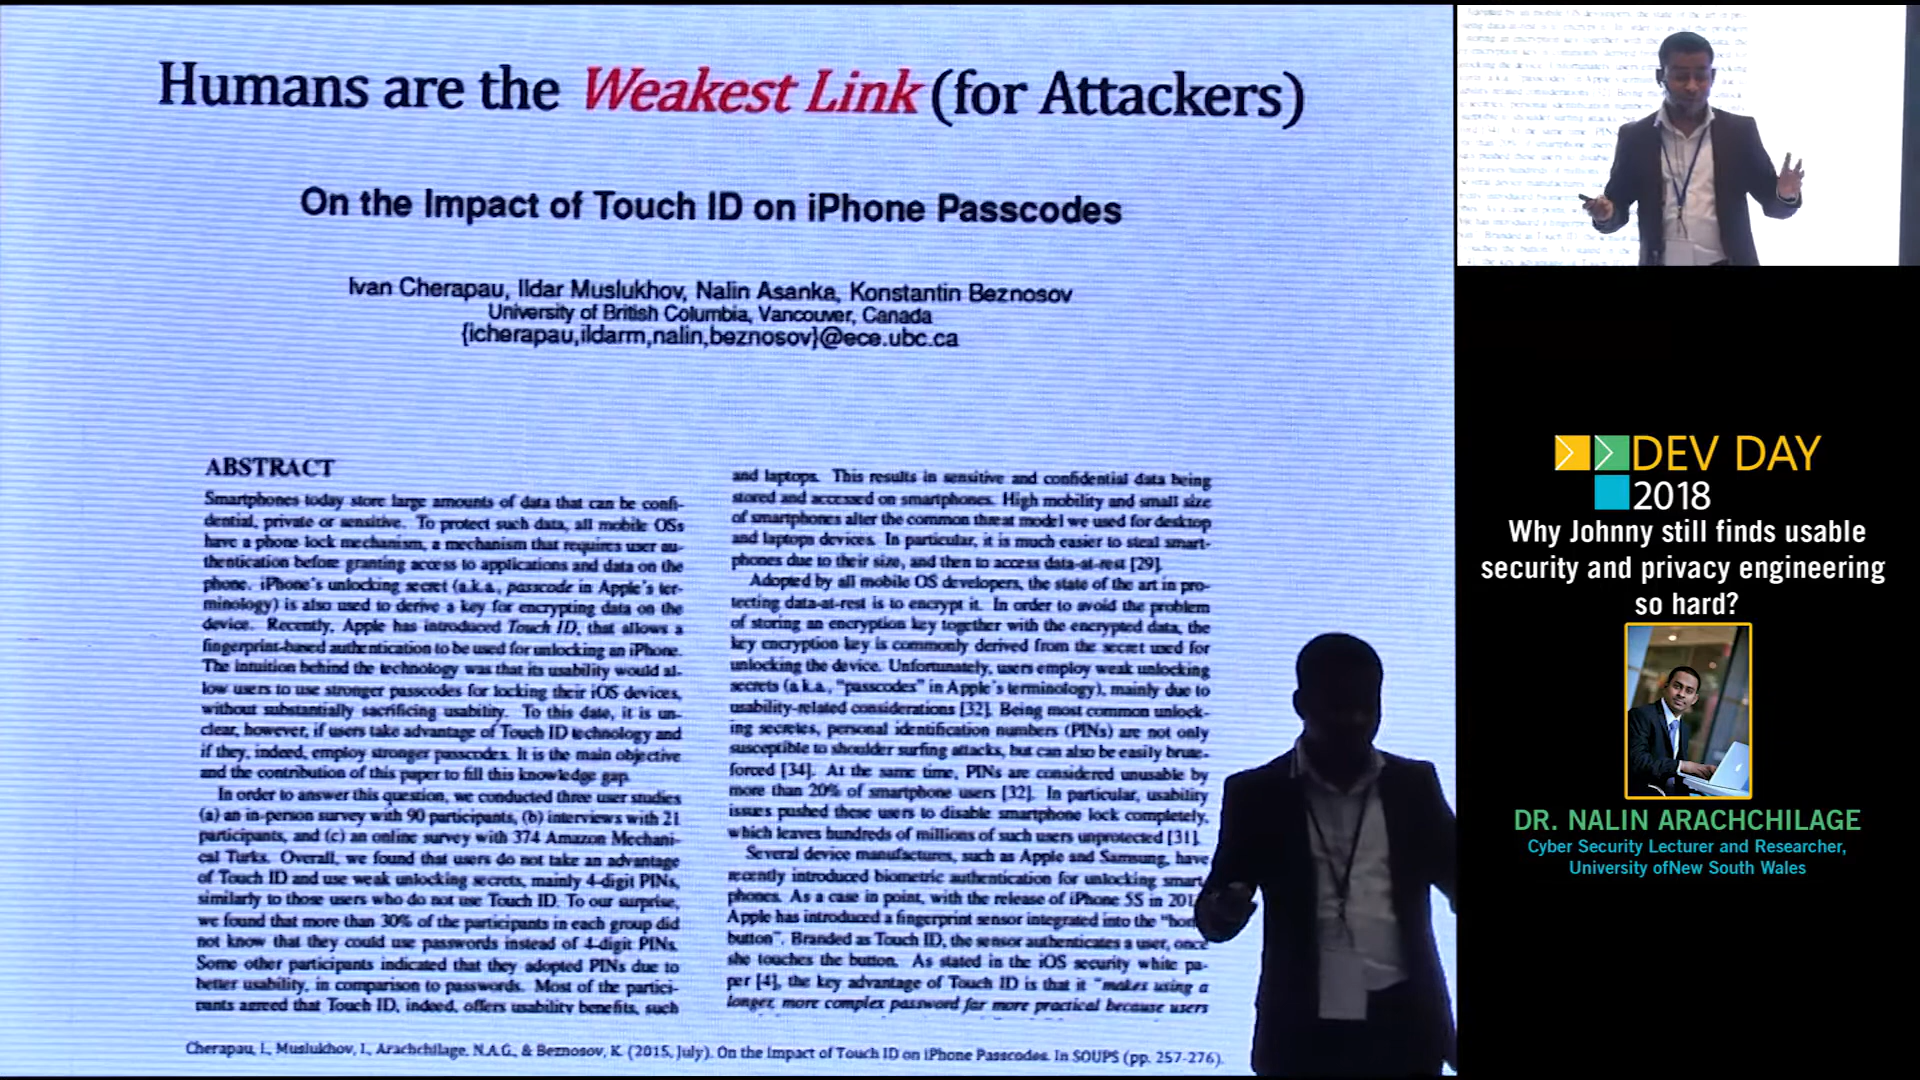 Humans are the Weakest Link (for Attackers)
On the Impact of Touch ID on iPhone Passcodes
Ivan Cherapau, Ildar Muslukhov, Nalin Asanka, Konstantin Beznosov
University of British Columbia, Vancouver, Canada
{icherapau,ildarm,nalin,beznosov}@ece.ubc.ca
ABSTRACT
Smartphones today store large amounts of data that can be confi-
dential, private or sensitive. To protect such data, all mobile OSs
have a phone lock mechanism, a mechanism that requires user au-
thentication before granting access to applications and data on the
phone. iPhone's unlocking secret (a.k.a., passcode in Apple's ter-
minology) is also used to derive a key for encrypting data on the
device. Recently, Apple has introduced Touch ID, that allows a
fingerprint-based authentication to be used for unlocking an iPhone.
The intuition behind the technology was that its usability would al-
low users to use stronger passcodes for locking their iOS devices,
without substantially sacrificing usability. To this date, it is un-
clear, however, if users take advantage of Touch ID technology and
if they, indeed, employ stronger passcodes. It is the main objective
and the contribution of this paper to fill this knowledge gap.
In order to answer this question, we conducted three user studies
(a) an in-person survey with 90 participants, (b) interviews with 21
participants, and (c) an online survey with 374 Amazon Mechani-
cal Turks. Overall, we found that users do not take an advantage
of Touch ID and use weak unlocking secrets, mainly 4-digit PINs,
similarly to those users who do not use Touch ID. To our surprise,
we found that more than 30% of the participants in each group did
not know that they could use passwords instead of 4-digit PINs.
Some other participants indicated that they adopted PINs due to
better usability, in comparison to passwords. Most of the partici-
pants agreed that Touch ID, indeed, offers usability benefits, such
and laptops. This results in sensitive and confidential data being
stored and accessed on smartphones. High mobility and small size
of smartphones alter the common threat model we used for desktop
and laptops devices. In particular, it is much easier to steal smart-
phones due to their size, and then to access data-at-rest [29].
Adopted by all mobile OS developers, the state of the art in pro-
tecting data-at-rest is to encrypt it. In order to avoid the problem
of storing an encryption key together with the encrypted data, the
key encryption key is commonly derived from the secret used for
unlocking the device. Unfortunately, users employ weak unlocking
secrets (a.k.a., "passcodes" in Apple's terminology), mainly due to
usability-related considerations [32]. Being most common unlock-
ing secretes, personal identification numbers (PINs) are not only
susceptible to shoulder surfing attacks, but can also be easily brute-
forced [34]. At the same time, PINs are considered unusable by
more than 20% of smartphone users [32]. In particular, usability
issues pushed these users to disable smartphone lock completely,
which leaves hundreds of millions of such users unprotected [31].
Several device manufactures, such as Apple and Samsung, have
recently introduced biometric authentication for unlocking smart
phones. As a case in point, with the release of iPhone 5S in 201
Apple has introduced a fingerprint sensor integrated into the "hom
button". Branded as Touch ID, the sensor authenticates a user, once
she touches the button. As stated in the iOS security white pa-
per [4], the key advantage of Touch ID is that it "makes using a
longer, more complex password far more practical because users
Cherapau, I., Muslukhov, I., Arachchilage, N.A.G., & Beznosov, K. (2015, July). On the Impact of Touch ID on iPhone Passcodes. In SOUPS (pp. 257-276).
DEV DAY
2018
Why Johnny still finds usable
security and privacy engineering
so hard?
DR. NALIN ARACHCHILAGE
Cyber Security Lecturer and Researcher,
University ofNew South Wales